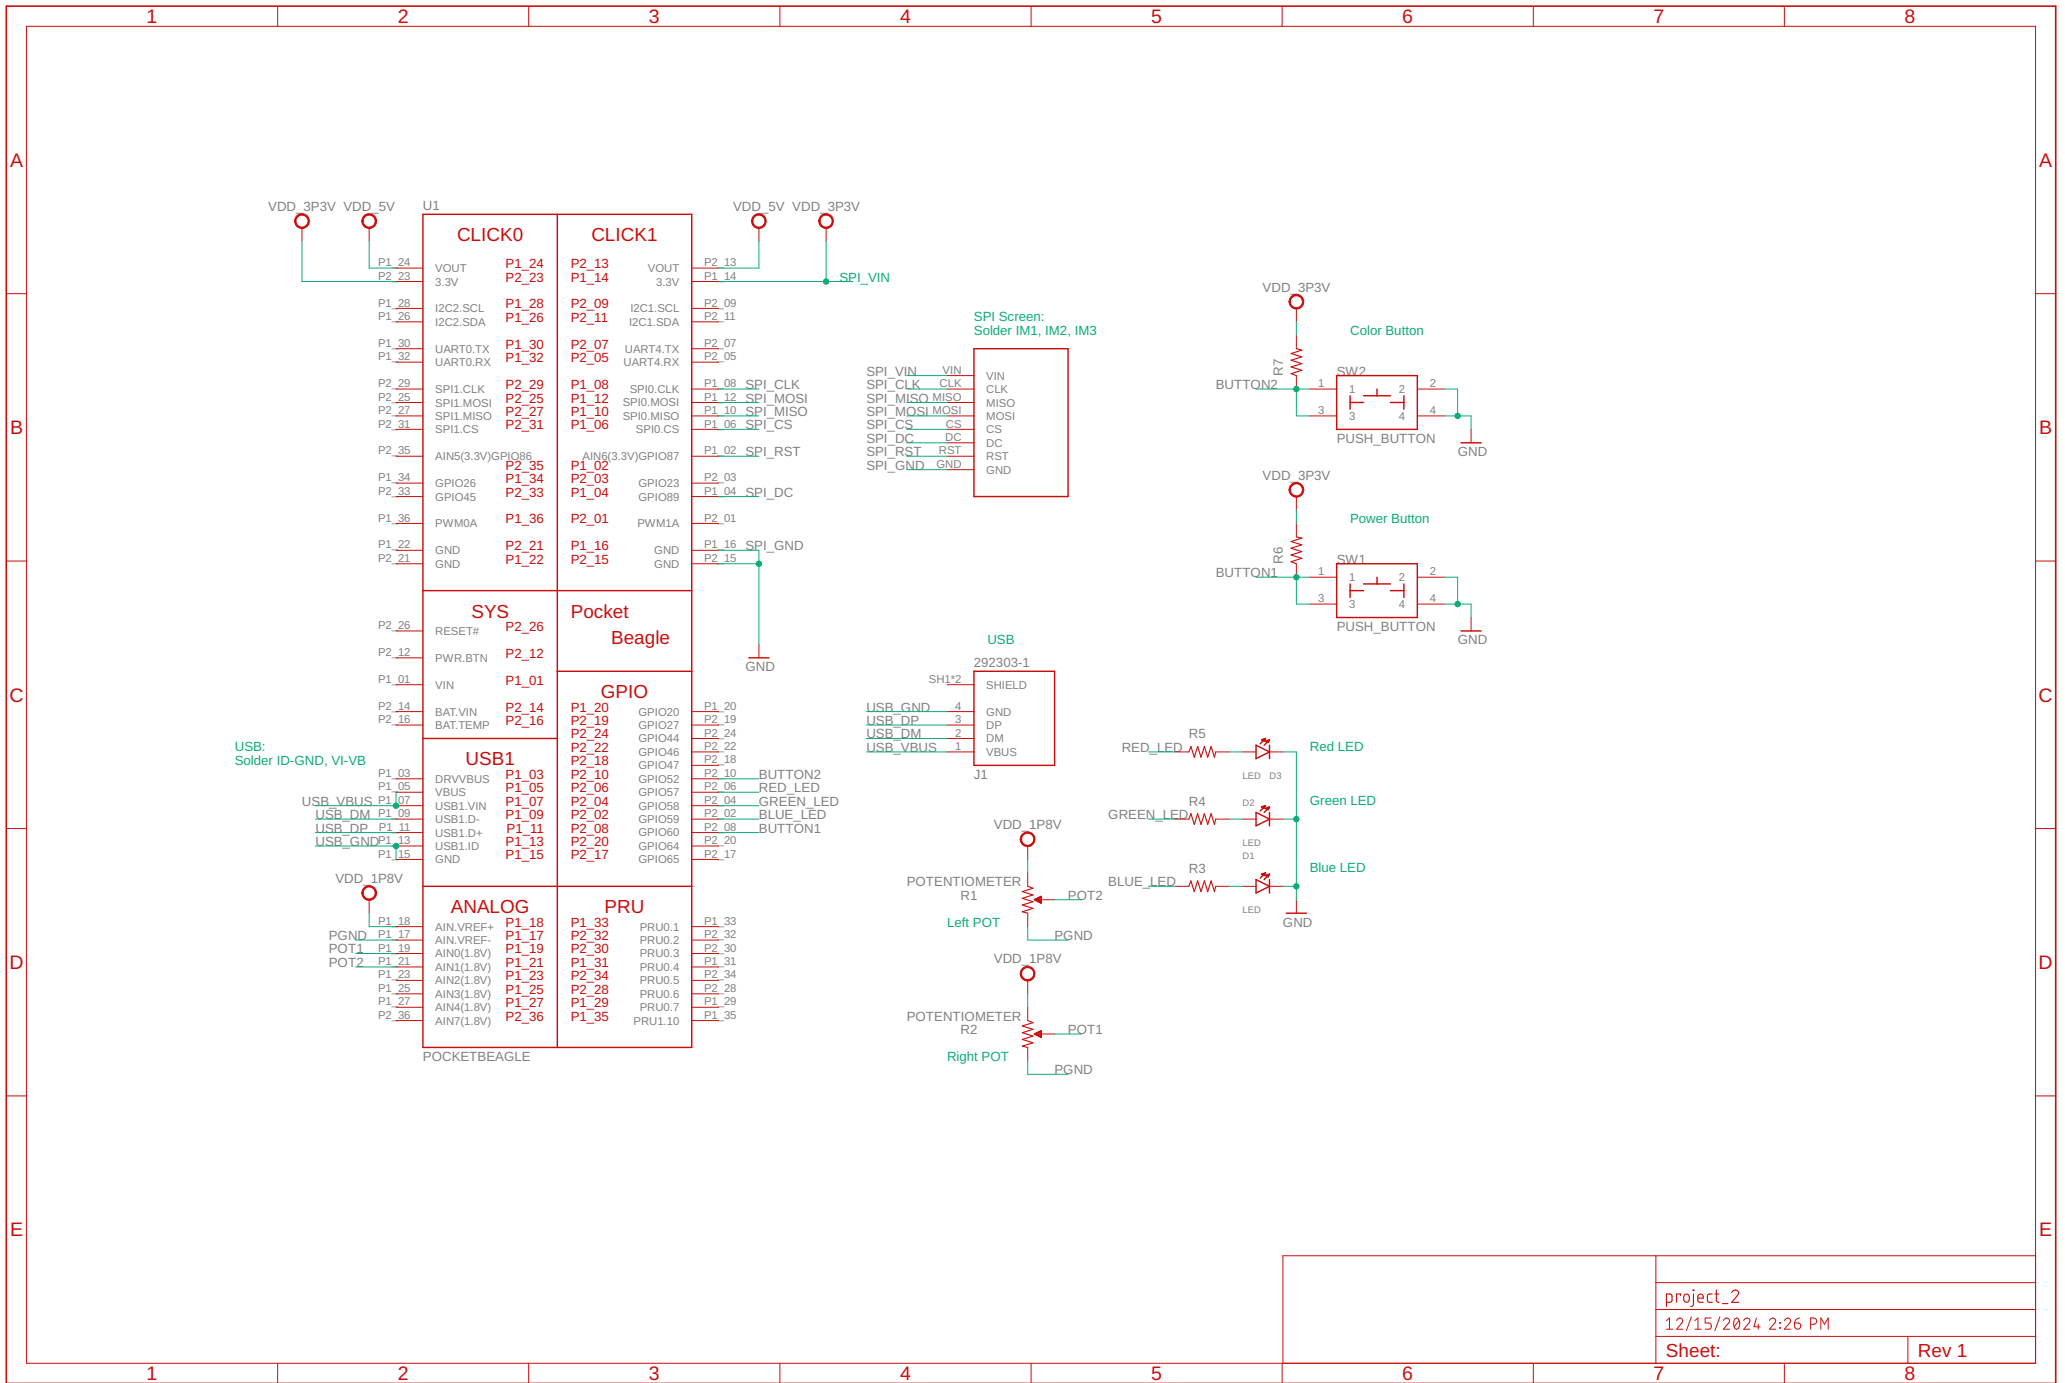 1 2 3 4 5 6 7 8
A A
B B
C C
D D
E E
VDD_3P3V VDD_5V
U1
VDD_5V VDD_3P3V
CLICK0 CLICK1
P1_24 VOUT P1_24 P2_13 VOUT P2_13
P2_23 3.3V P2_23 P1_14 3.3V P1_14 SPI_VIN
P1_28 I2C2.SCL P1_28 P2_09 I2C1.SCL P2_09
P1_26 I2C2.SDA P1_26 P2_11 I2C1.SDA P2_11
P1_30 UART0.TX P1_30 P2_07 UART4.TX P2_07
P1_32 UART0.RX P1_32 P2_05 UART4.RX P2_05
P2_29 SPI1.CLK P2_29 P1_08 SPI0.CLK P1_08 SPI_CLK
P2_25 SPI1.MOSI P2_25 P1_12 SPI0.MOSI P1_12 SPI_MOSI
P2_27 SPI1.MISO P2_27 P1_10 SPI0.MISO P1_10 SPI_MISO
P2_31 SPI1.CS P2_31 P1_06 SPI0.CS P1_06 SPI_CS
P2_35 AIN5(3.3V)GPIO86 AIN6(3.3V)GPIO87 P1_02 SPI_RST
P2_35 P1_02
P1_34 GPIO26 P1_34 P2_03 GPIO23 P2_03
P2_33 GPIO45 P2_33 P1_04 GPIO89 P1_04 SPI_DC
P1_36 PWM0A P1_36 P2_01 PWM1A P2_01
P1_22 GND P2_21 P1_16 GND P1_16 SPI_GND
P2_21 GND P1_22 P2_15 GND P2_15
GND
SYS
P2_26 RESET# P2_26
P2_12 PWR.BTN P2_12
P1_01 VIN P1_01
P2_14 BAT.VIN P2_14
P2_16 BAT.TEMP P2_16
Pocket
Beagle
GPIO
P1_20 GPIO20 P1_20
P2_19 GPIO27 P2_19
P2_24 GPIO44 P2_24
P2_22 GPIO46 P2_22
P2_18 GPIO47 P2_18
P2_10 GPIO52 P2_10 BUTTON2
P2_06 GPIO57 P2_06 RED_LED
P2_04 GPIO58 P2_04 GREEN_LED
P2_02 GPIO59 P2_02 BLUE_LED
P2_08 GPIO60 P2_08 BUTTON1
P2_20 GPIO64 P2_20
P2_17 GPIO65 P2_17
USB:
Solder ID-GND, VI-VB
USB1
P1_03 DRVVBUS P1_03
P1_05 VBUS P1_05
USB_VBUS P1_07 USB1.VIN P1_07
USB_DM P1_09 USB1.D- P1_09
USB_DP P1_11 USB1.D+ P1_11
USB_GND P1_13 USB1.ID P1_13
P1_15 GND P1_15
VDD_1P8V
ANALOG
P1_18 AIN.VREF+ P1_18
PGND P1_17 AIN.VREF- P1_17
POT1 P1_19 AIN0(1.8V) P1_19
POT2 P1_21 AIN1(1.8V) P1_21
P1_23 AIN2(1.8V) P1_23
P1_25 AIN3(1.8V) P1_25
P1_27 AIN4(1.8V) P1_27
P2_36 AIN7(1.8V) P2_36
PRU
P1_33 PRU0.1 P1_33
P2_32 PRU0.2 P2_32
P2_30 PRU0.3 P2_30
P1_31 PRU0.4 P1_31
P2_34 PRU0.5 P2_34
P2_28 PRU0.6 P2_28
P1_29 PRU0.7 P1_29
P1_35 PRU1.10 P1_35
POCKETBEAGLE
SPI Screen:
Solder IM1, IM2, IM3
SPI_VIN VIN VIN
SPI_CLK CLK CLK
SPI_MISO MISO MISO
SPI_MOSI MOSI MOSI
SPI_CS CS CS
SPI_DC DC DC
SPI_RST RST RST
SPI_GND GND GND
USB
292303-1
SH1*2 SHIELD
USB_GND 4 GND
USB_DP 3 DP
USB_DM 2 DM
USB_VBUS 1 VBUS
J1
VDD_1P8V
POTENTIOMETER
R1
POT2
Left POT
PGND
VDD_1P8V
POTENTIOMETER
R2
POT1
Right POT
PGND
VDD_3P3V
Color Button
R7
SW2
BUTTON2 1 1 2 2
3 3 4 4
PUSH_BUTTON
GND
VDD_3P3V
Power Button
R6
SW1
BUTTON1 1 1 2 2
3 3 4 4
PUSH_BUTTON
GND
R5
RED_LED
Red LED
LED D3
R4
GREEN_LED
D2
Green LED
LED
D1
R3
BLUE_LED
Blue LED
LED
GND
project_2
12/15/2024 2:26 PM
Sheet: Rev 1
1 2 3 4 5 6 7 8